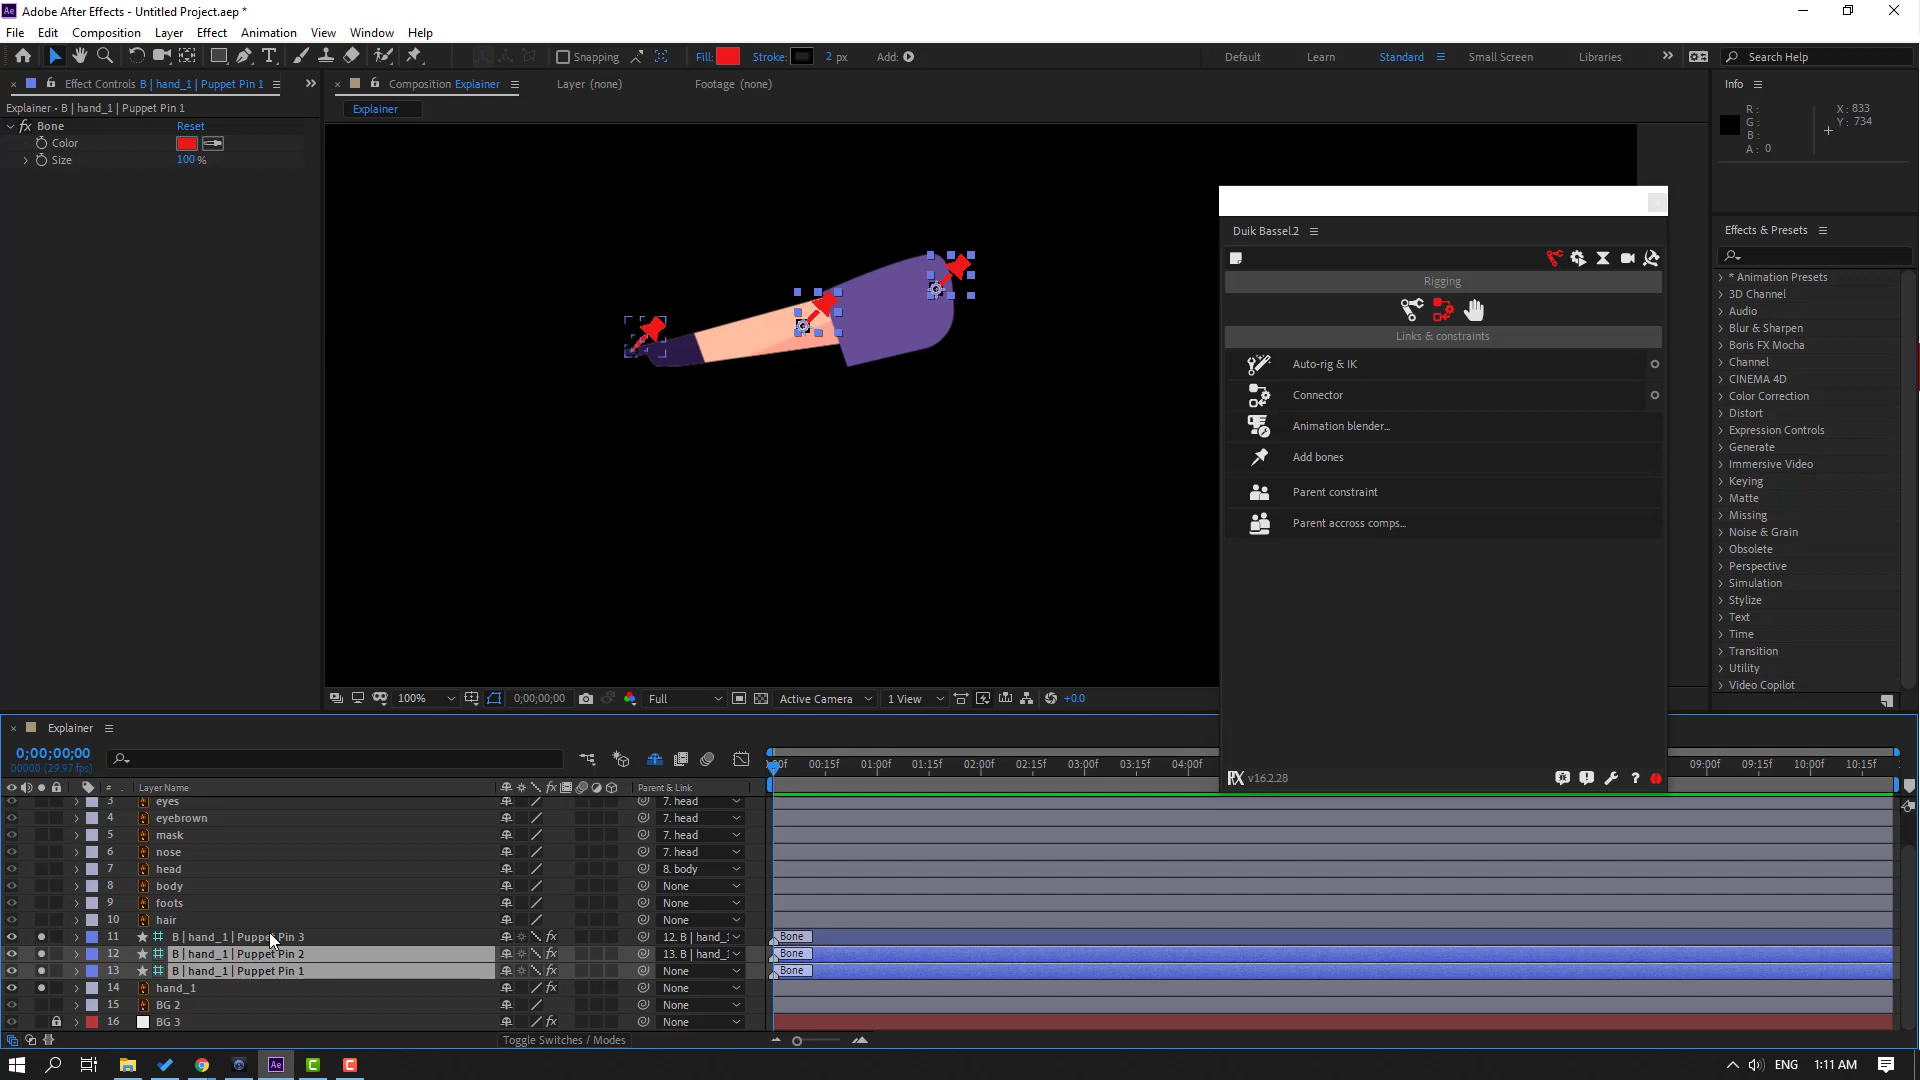 Adobe After Effects - Untitled Project.aep *
File Edit Composition Layer Effect Animation View Window Help
Snapping Fill: Stroke: 2 px Add: Default Learn Standard Small Screen Libraries Search Help
Effect Controls B | hand_1 | Puppet Pin 1
Composition Explainer Layer (none) Footage (none)
Explainer • B | hand_1 | Puppet Pin 1
Explainer
fx Bone Reset
Color
Size 100 %
Info
R :
G :
B :
A : 0
X : 833
Y : 734
Duik Bassel.2
Rigging
Links & constraints
Auto-rig & IK
Connector
Animation blender...
Add bones
Parent constraint
Parent accross comps...
v16.2.28
Effects & Presets
* Animation Presets
3D Channel
Audio
Blur & Sharpen
Boris FX Mocha
Channel
CINEMA 4D
Color Correction
Distort
Expression Controls
Generate
Immersive Video
Keying
Matte
Missing
Noise & Grain
Obsolete
Perspective
Simulation
Stylize
Text
Time
Transition
Utility
Video Copilot
100% 0;00;00;00 Full Active Camera 1 View +0.0
Explainer
0;00;00;00
00000 (29.97 fps)
00:15f 01:00f 01:15f 02:00f 02:15f 03:00f 03:15f 04:00f 09:00f 09:15f 10:00f 10:15f
# Layer Name Parent & Link
3 eyes 7. head
4 eyebrown 7. head
5 mask 7. head
6 nose 7. head
7 head 8. body
8 body None
9 foots None
10 hair None
11 B | hand_1 | Puppet Pin 3 fx 12. B | hand_1 Bone
12 B | hand_1 | Puppet Pin 2 fx 13. B | hand_1 Bone
13 B | hand_1 | Puppet Pin 1 fx None Bone
14 hand_1 fx None
15 BG 2 None
16 BG 3 fx None
Toggle Switches / Modes
Ae ENG 1:11 AM